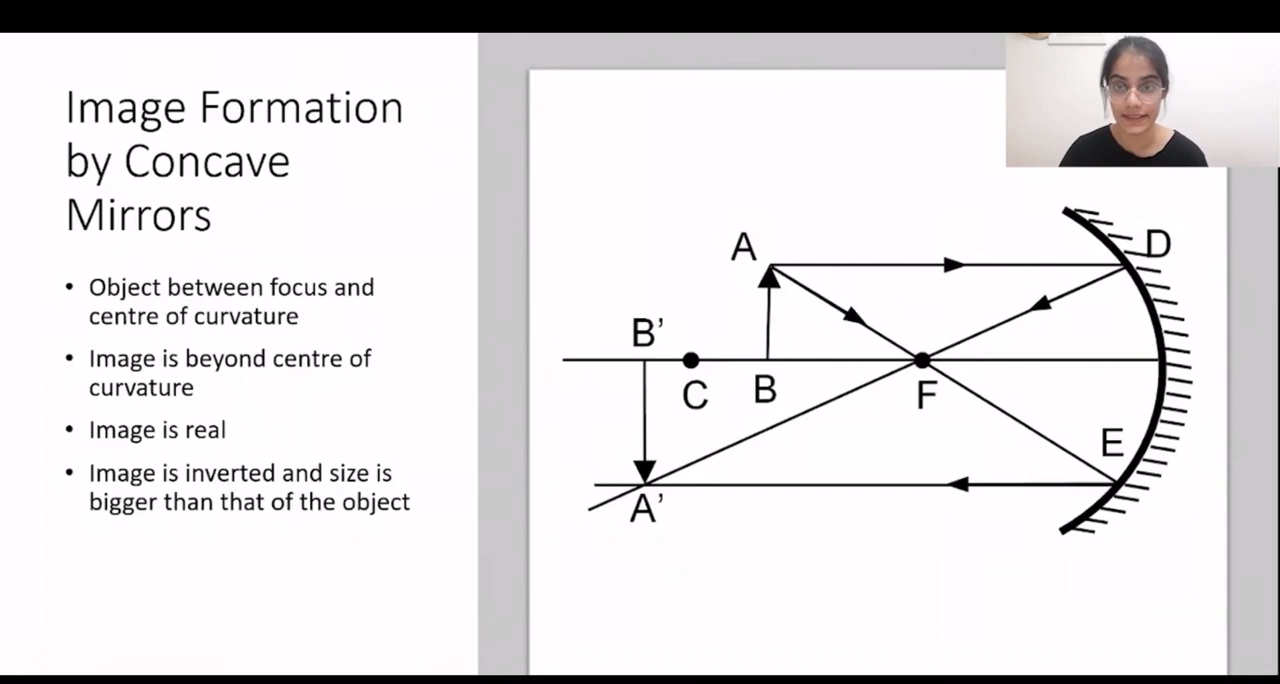 Image Formation
by Concave
Mirrors
• Object between focus and
centre of curvature
• Image is beyond centre of
curvature
• Image is real
• Image is inverted and size is
bigger than that of the object
A
D
B’
C
B
F
E
A’